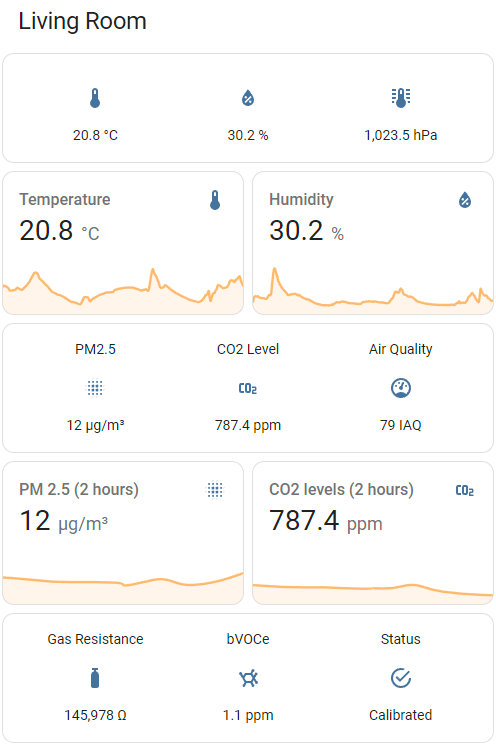 Living Room
20.8 °C 30.2 % 1,023.5 hPa
Temperature
20.8 °C
Humidity
30.2 %
PM2.5 CO2 Level Air Quality
CO₂
12 µg/m³ 787.4 ppm 79 IAQ
PM 2.5 (2 hours)
12 µg/m³
CO2 levels (2 hours) CO₂
787.4 ppm
Gas Resistance bVOCe Status
145,978 Ω 1.1 ppm Calibrated